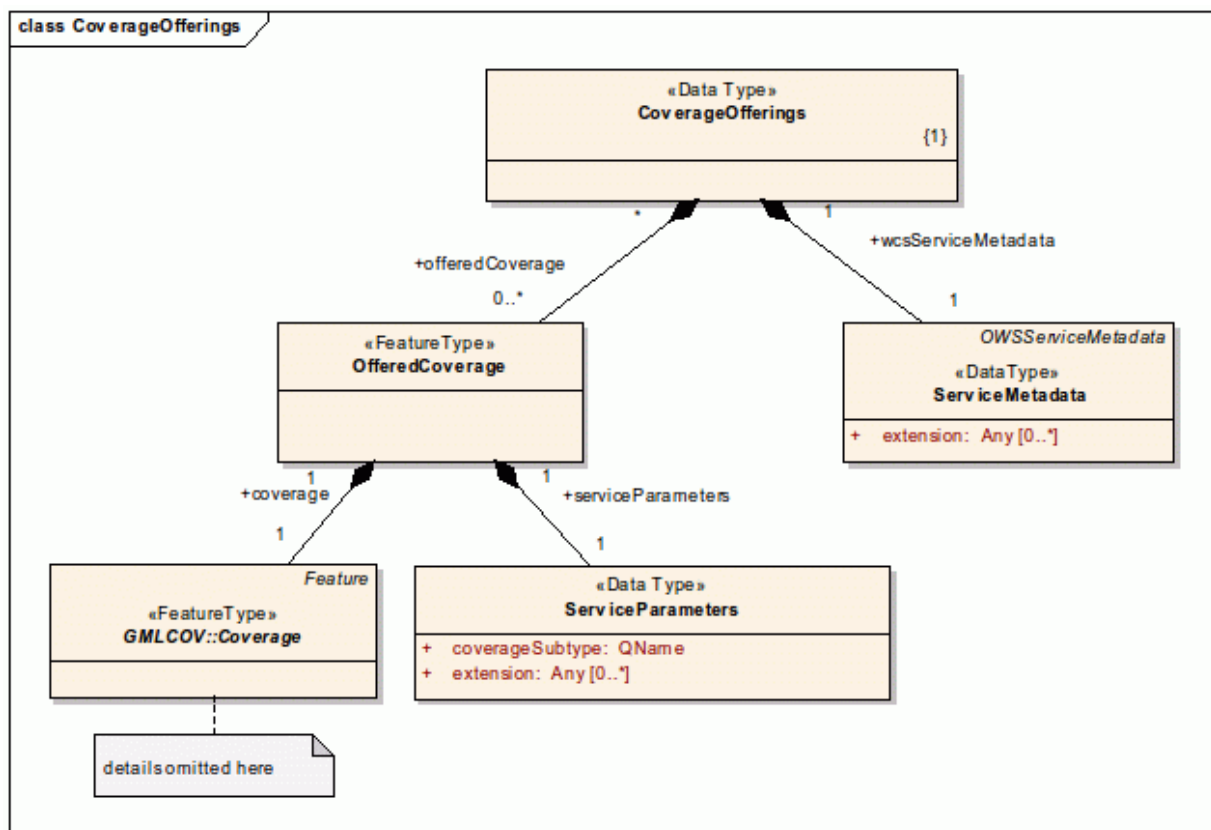 class CoverageOfferings
«Data Type»
CoverageOfferings
{1}
*
1
+wcsServiceMetadata
+offeredCoverage
0..*
1
«FeatureType»
OfferedCoverage
OWSServiceMetadata
«DataType»
ServiceMetadata
+ extension: Any [0..*]
1
+coverage
1
1
+serviceParameters
1
Feature
«FeatureType»
GMLCOV::Coverage
«Data Type»
ServiceParameters
+ coverageSubtype: QName
+ extension: Any [0..*]
details omitted here